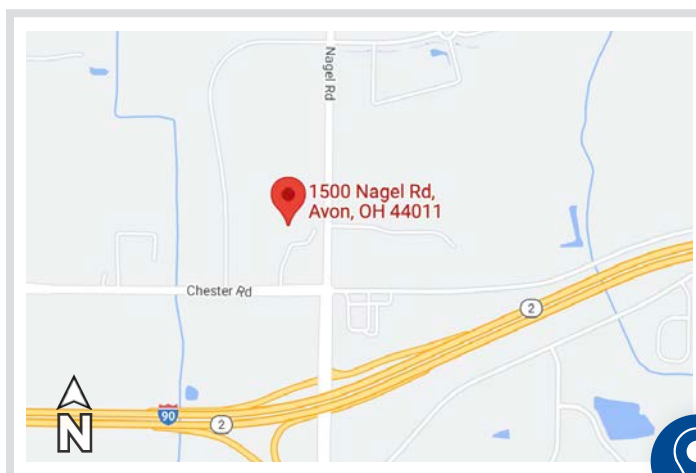 Nagel Rd
1500 Nagel Rd,
Avon, OH 44011
Chester Rd
2
90
2
N